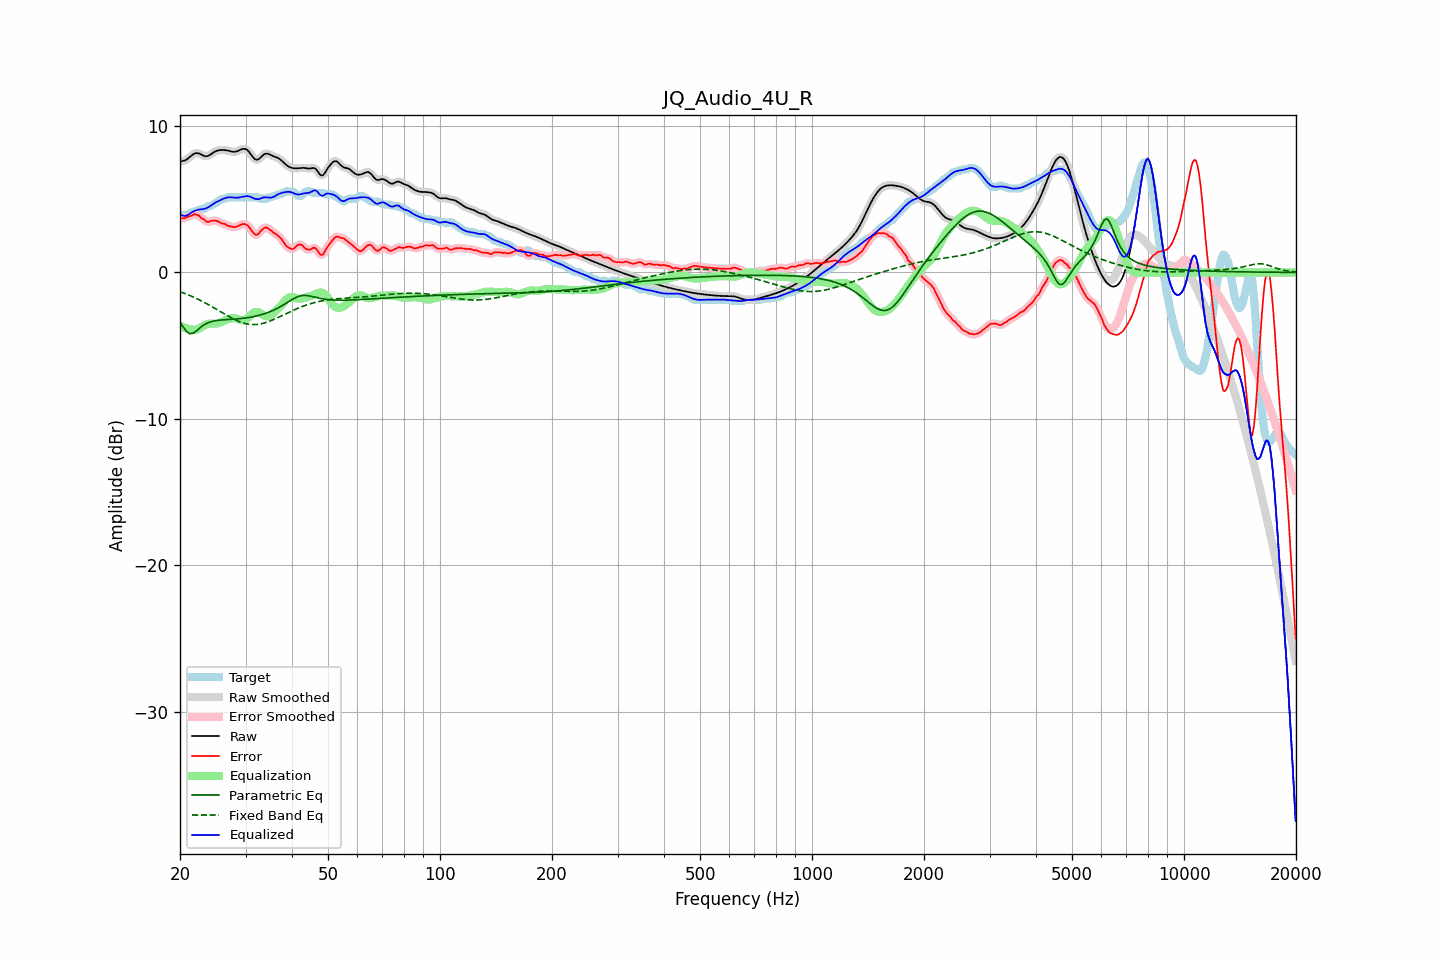 JQ_Audio_4U_R
Amplitude (dBr)
10
0
−10
−20
−30
Target
Raw Smoothed
Error Smoothed
Raw
Error
Equalization
Parametric Eq
Fixed Band Eq
Equalized
20 50 100 200 500 1000 2000 5000 10000 20000
Frequency (Hz)